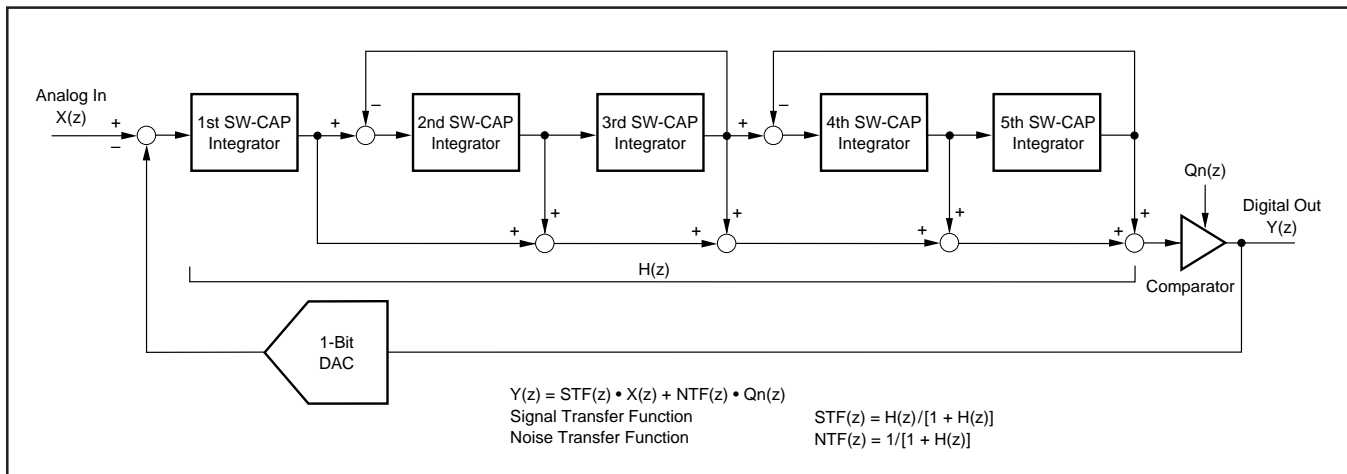 Analog In
X(z)
+
−
1st SW-CAP
Integrator
+
−
2nd SW-CAP
Integrator
3rd SW-CAP
Integrator
+
−
4th SW-CAP
Integrator
5th SW-CAP
Integrator
Qn(z)
Digital Out
Y(z)
+
+
+
+
+
+
+
+
H(z)
Comparator
1-Bit
DAC
Y(z) = STF(z) • X(z) + NTF(z) • Qn(z)
Signal Transfer Function STF(z) = H(z)/[1 + H(z)]
Noise Transfer Function NTF(z) = 1/[1 + H(z)]